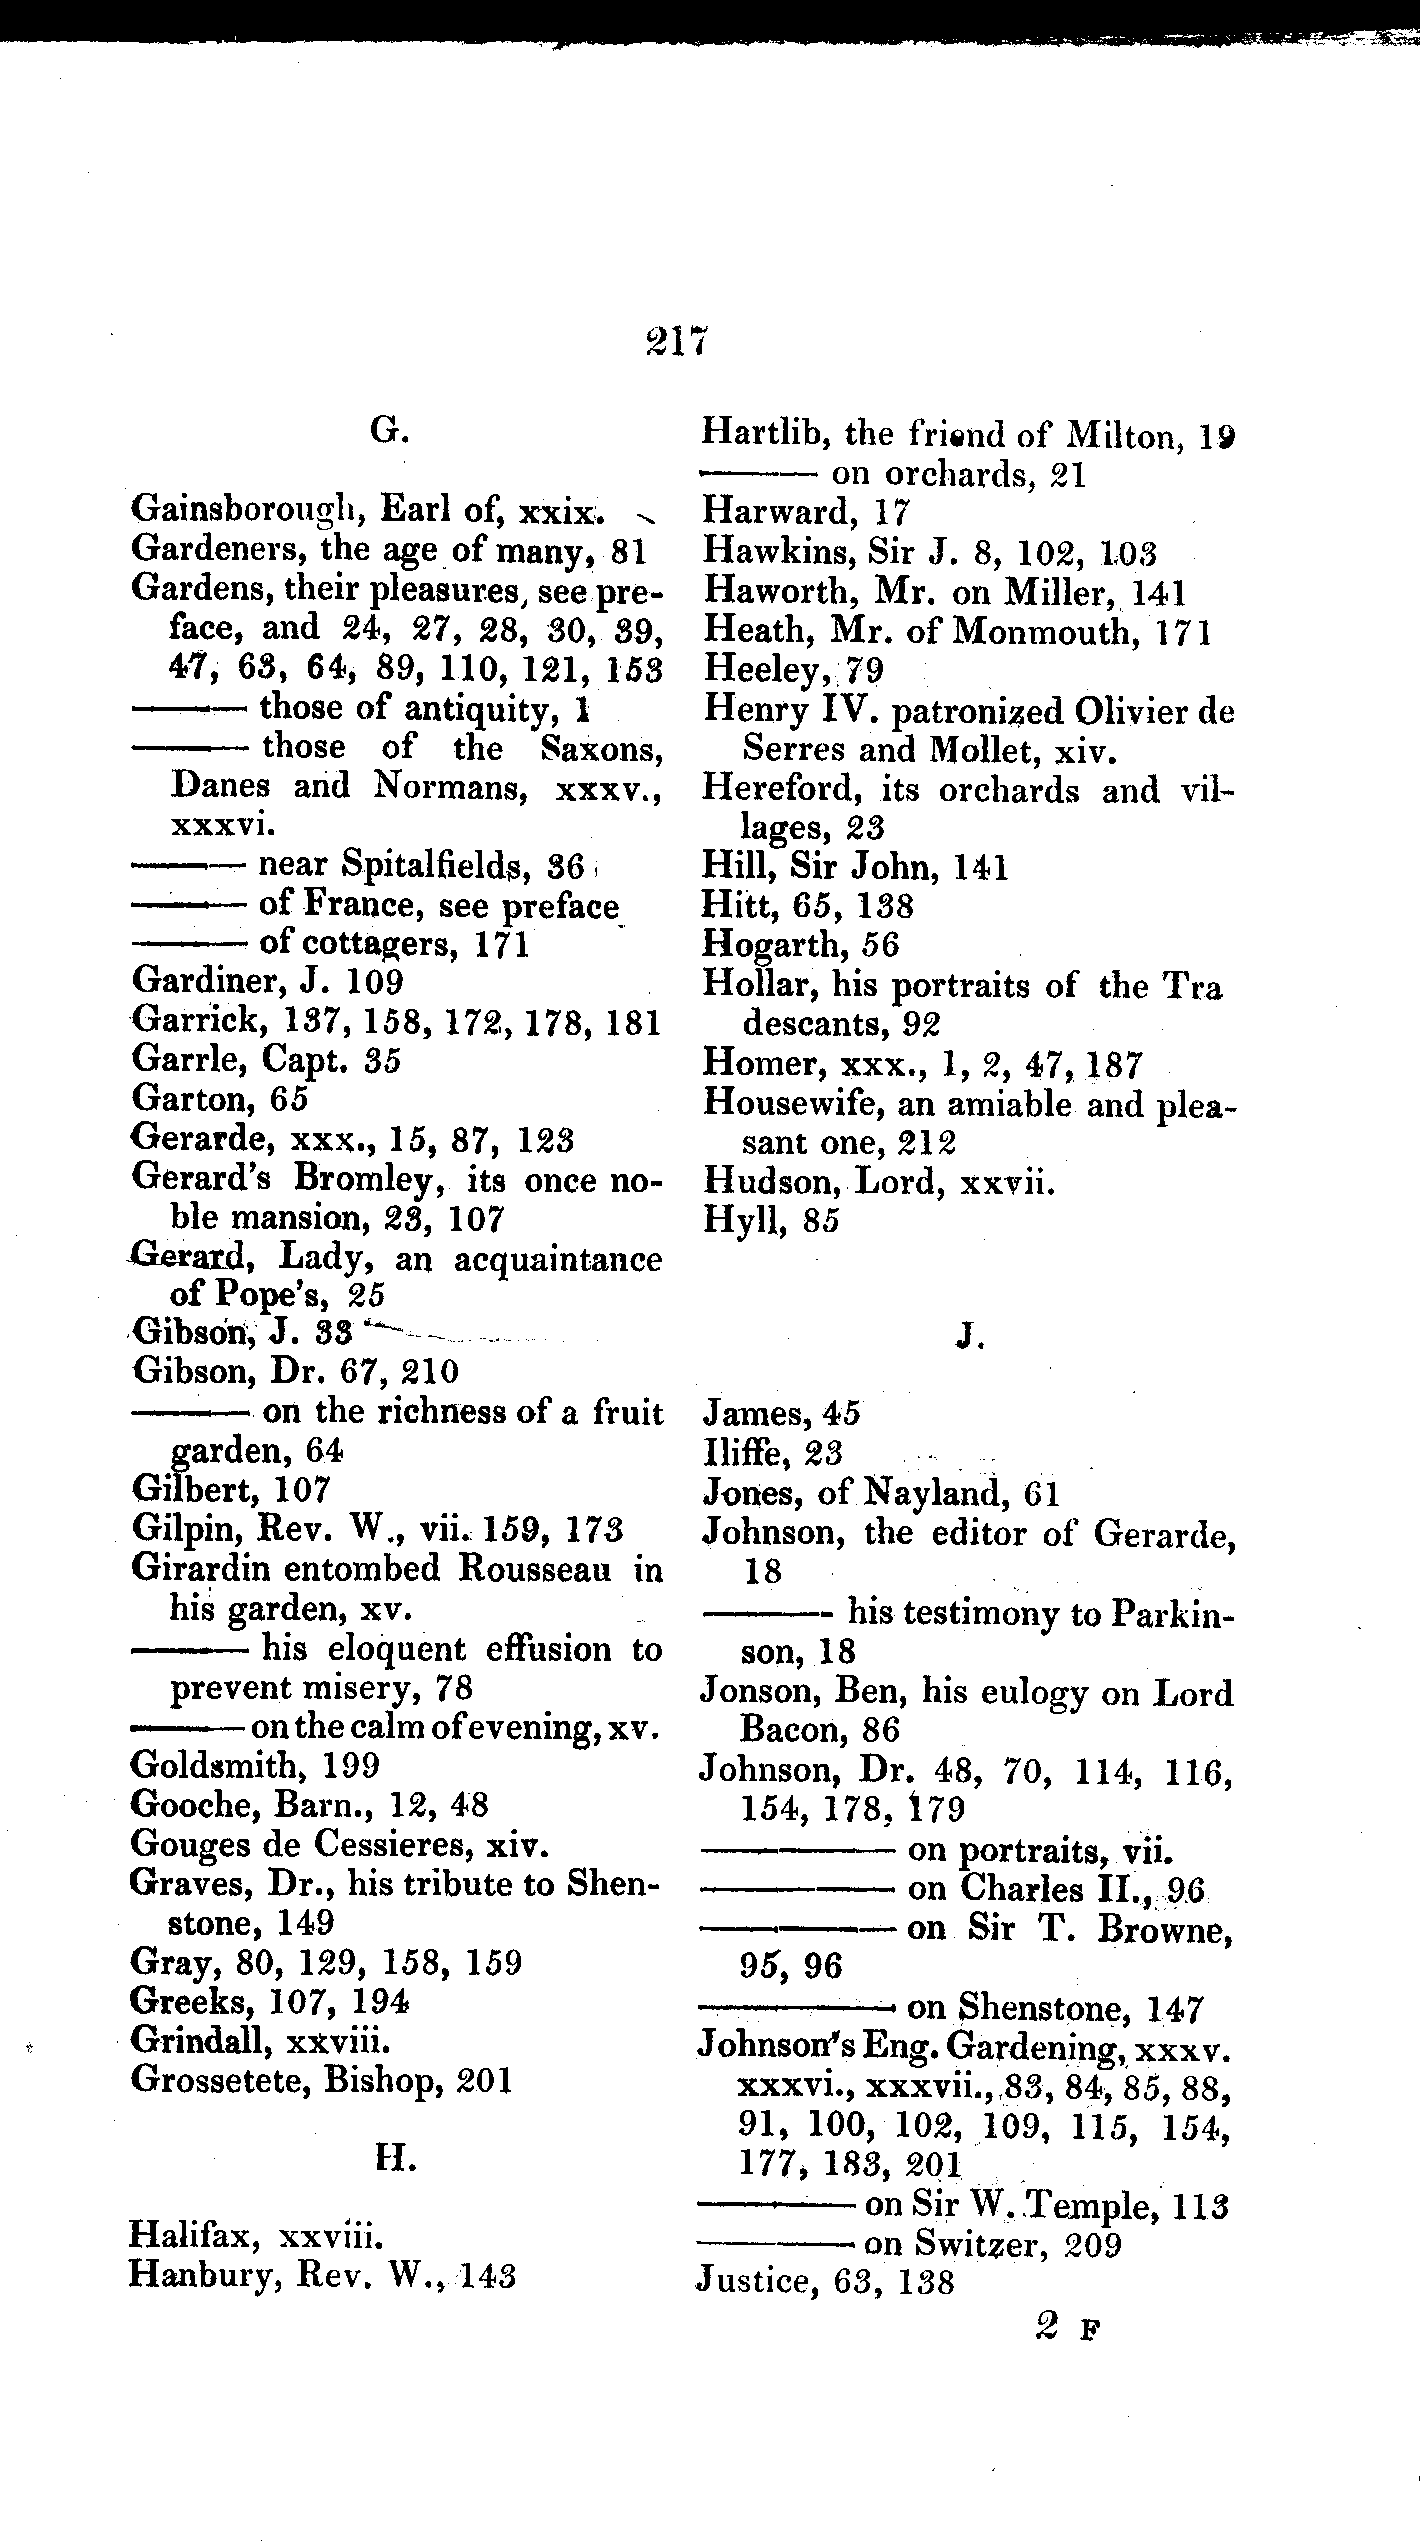 217
G.
Gainsborough, Earl of, xxix.
Gardeners, the age of many, 81
Gardens, their pleasures, see pre-
face, and 24, 27, 28, 30, 39,
47, 63, 64, 89, 110, 121, 153
——— those of antiquity, 1
——— those of the Saxons,
Danes and Normans, xxxv.,
xxxvi.
——— near Spitalfields, 36
——— of France, see preface
——— of cottagers, 171
Gardiner, J. 109
Garrick, 137, 158, 172, 178, 181
Garrle, Capt. 35
Garton, 65
Gerarde, xxx., 15, 87, 123
Gerard's Bromley, its once no-
ble mansion, 23, 107
Gerard, Lady, an acquaintance
of Pope's, 25
Gibson, J. 33
Gibson, Dr. 67, 210
——— on the richness of a fruit
garden, 64
Gilbert, 107
Gilpin, Rev. W., vii. 159, 173
Girardin entombed Rousseau in
his garden, xv.
——— his eloquent effusion to
prevent misery, 78
——— on the calm of evening, xv.
Goldsmith, 199
Gooche, Barn., 12, 48
Gouges de Cessieres, xiv.
Graves, Dr., his tribute to Shen-
stone, 149
Gray, 80, 129, 158, 159
Greeks, 107, 194
Grindall, xxviii.
Grossetete, Bishop, 201
H.
Halifax, xxviii.
Hanbury, Rev. W., 143
Hartlib, the friend of Milton, 19
——— on orchards, 21
Harward, 17
Hawkins, Sir J. 8, 102, 103
Haworth, Mr. on Miller, 141
Heath, Mr. of Monmouth, 171
Heeley, 79
Henry IV. patronized Olivier de
Serres and Mollet, xiv.
Hereford, its orchards and vil-
lages, 23
Hill, Sir John, 141
Hitt, 65, 138
Hogarth, 56
Hollar, his portraits of the Tra
descants, 92
Homer, xxx., 1, 2, 47, 187
Housewife, an amiable and plea-
sant one, 212
Hudson, Lord, xxvii.
Hyll, 85
J.
James, 45
Iliffe, 23
Jones, of Nayland, 61
Johnson, the editor of Gerarde,
18
——— his testimony to Parkin-
son, 18
Jonson, Ben, his eulogy on Lord
Bacon, 86
Johnson, Dr. 48, 70, 114, 116,
154, 178, 179
————— on portraits, vii.
————— on Charles II., 96
————— on Sir T. Browne,
95, 96
————— on Shenstone, 147
Johnson's Eng. Gardening, xxxv.
xxxvi., xxxvii., 83, 84, 85, 88,
91, 100, 102, 109, 115, 154,
177, 183, 201
———— on Sir W. Temple, 113
———— on Switzer, 209
Justice, 63, 138
2 F